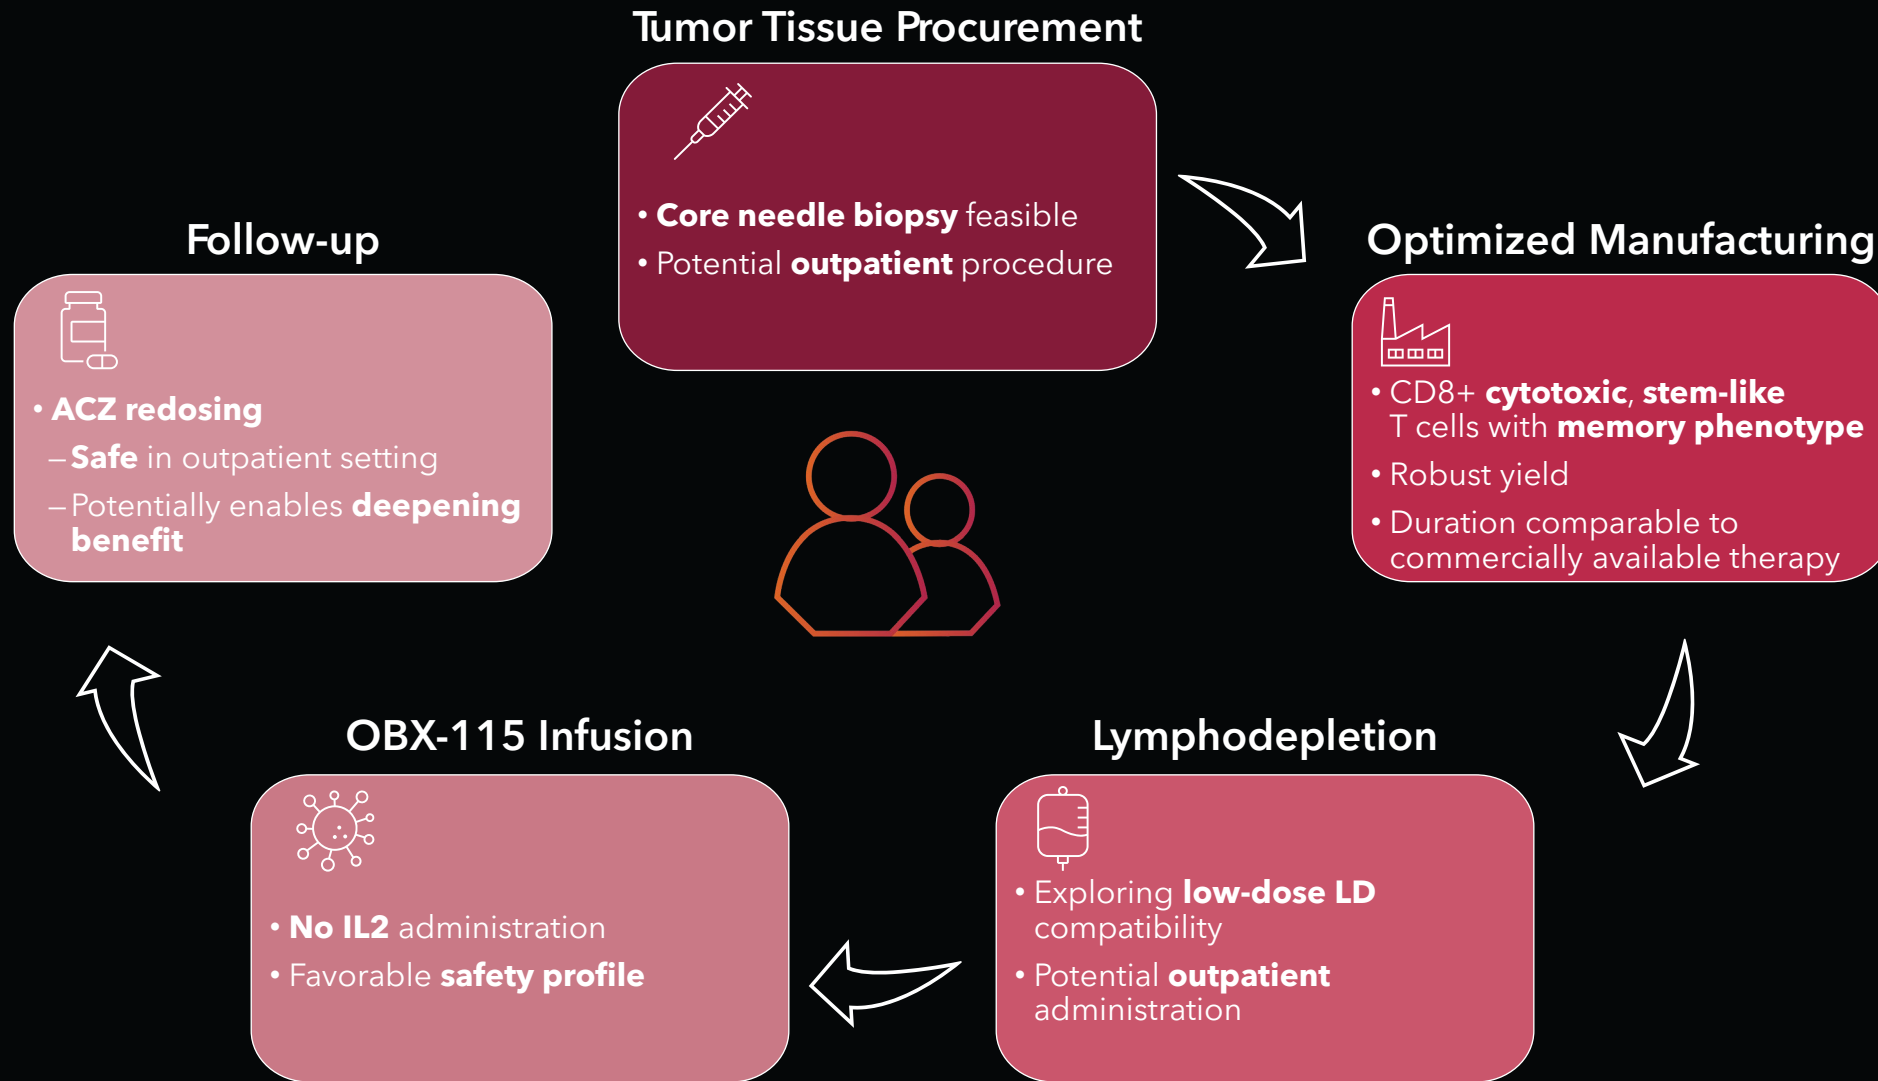 Tumor Tissue Procurement
• Core needle biopsy feasible
• Potential outpatient procedure
Optimized Manufacturing
• CD8+ cytotoxic, stem-like
T cells with memory phenotype
• Robust yield
• Duration comparable to
commercially available therapy
Lymphodepletion
• Exploring low-dose LD
compatibility
• Potential outpatient
administration
OBX-115 Infusion
• No IL2 administration
• Favorable safety profile
Follow-up
• ACZ redosing
– Safe in outpatient setting
– Potentially enables deepening
benefit